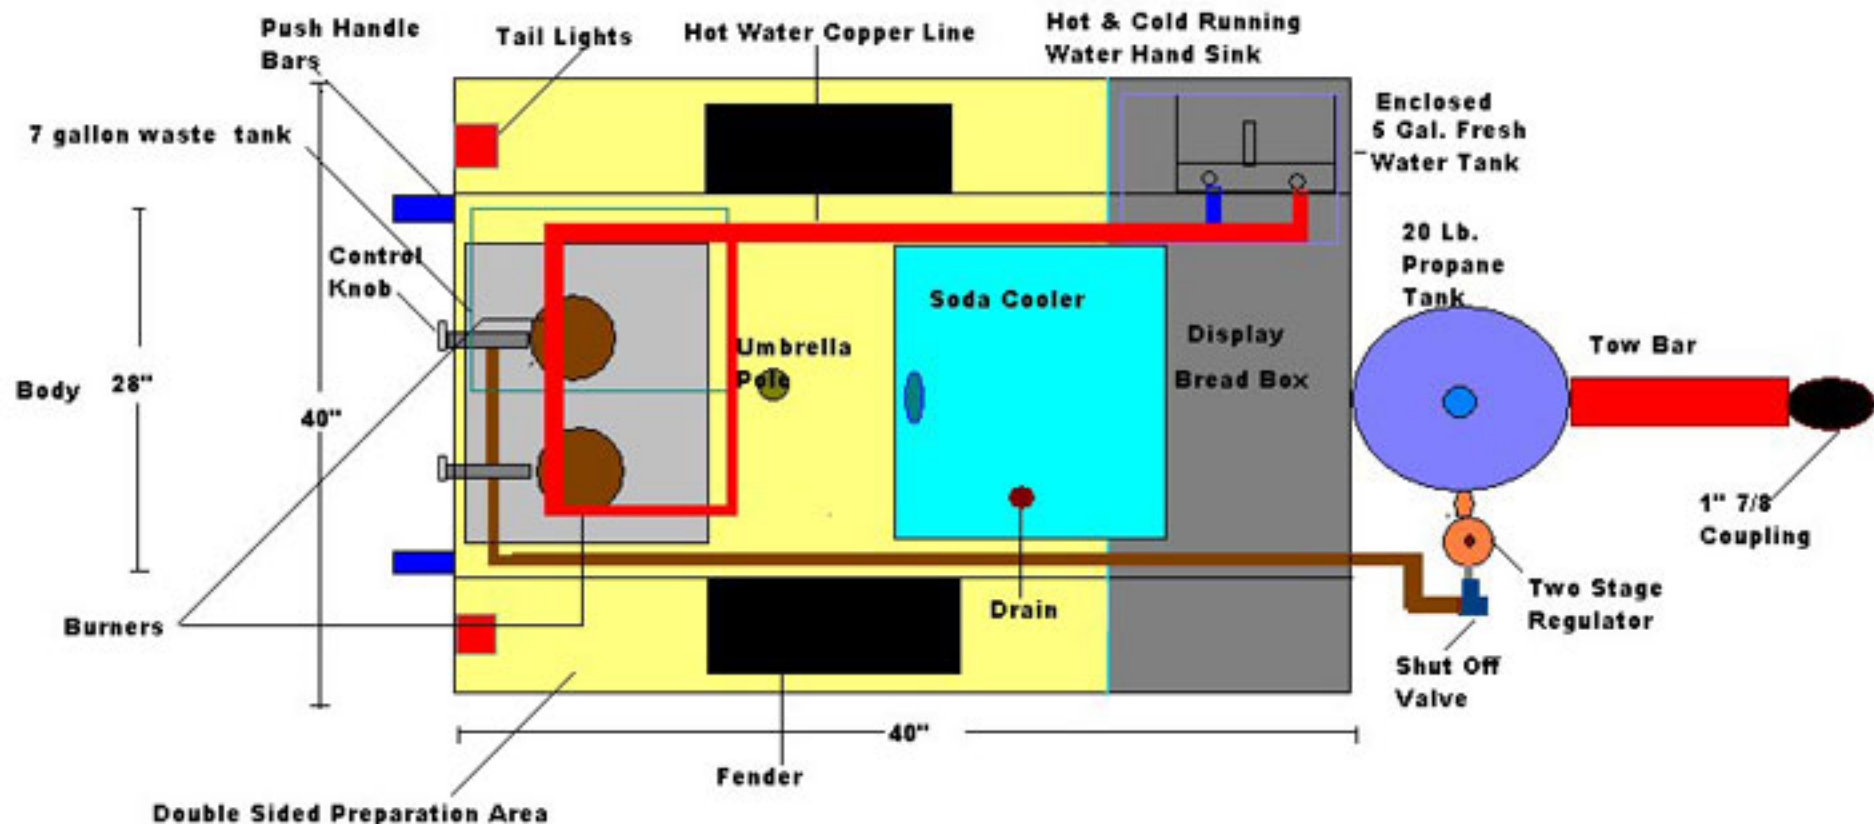 Push Handle
Bars
Tail Lights
Hot Water Copper Line
Hot & Cold Running
Water Hand Sink
Enclosed
5 Gal. Fresh
Water Tank
7 gallon waste tank
Control
Knob
20 Lb.
Propane
Tank
Soda Cooler
Display
Bread Box
Umbrella
Pole
Tow Bar
Body 28"
40"
1" 7/8
Coupling
Burners
Drain
Two Stage
Regulator
Shut Off
Valve
40"
Fender
Double Sided Preparation Area